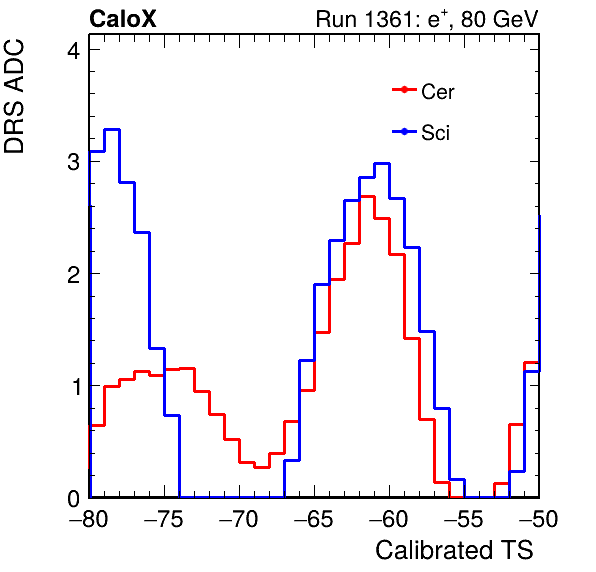 CaloX Run 1361: e⁺, 80 GeV
DRS ADC
Cer
Sci
4
3
2
1
0
−80 −75 −70 −65 −60 −55 −50
Calibrated TS